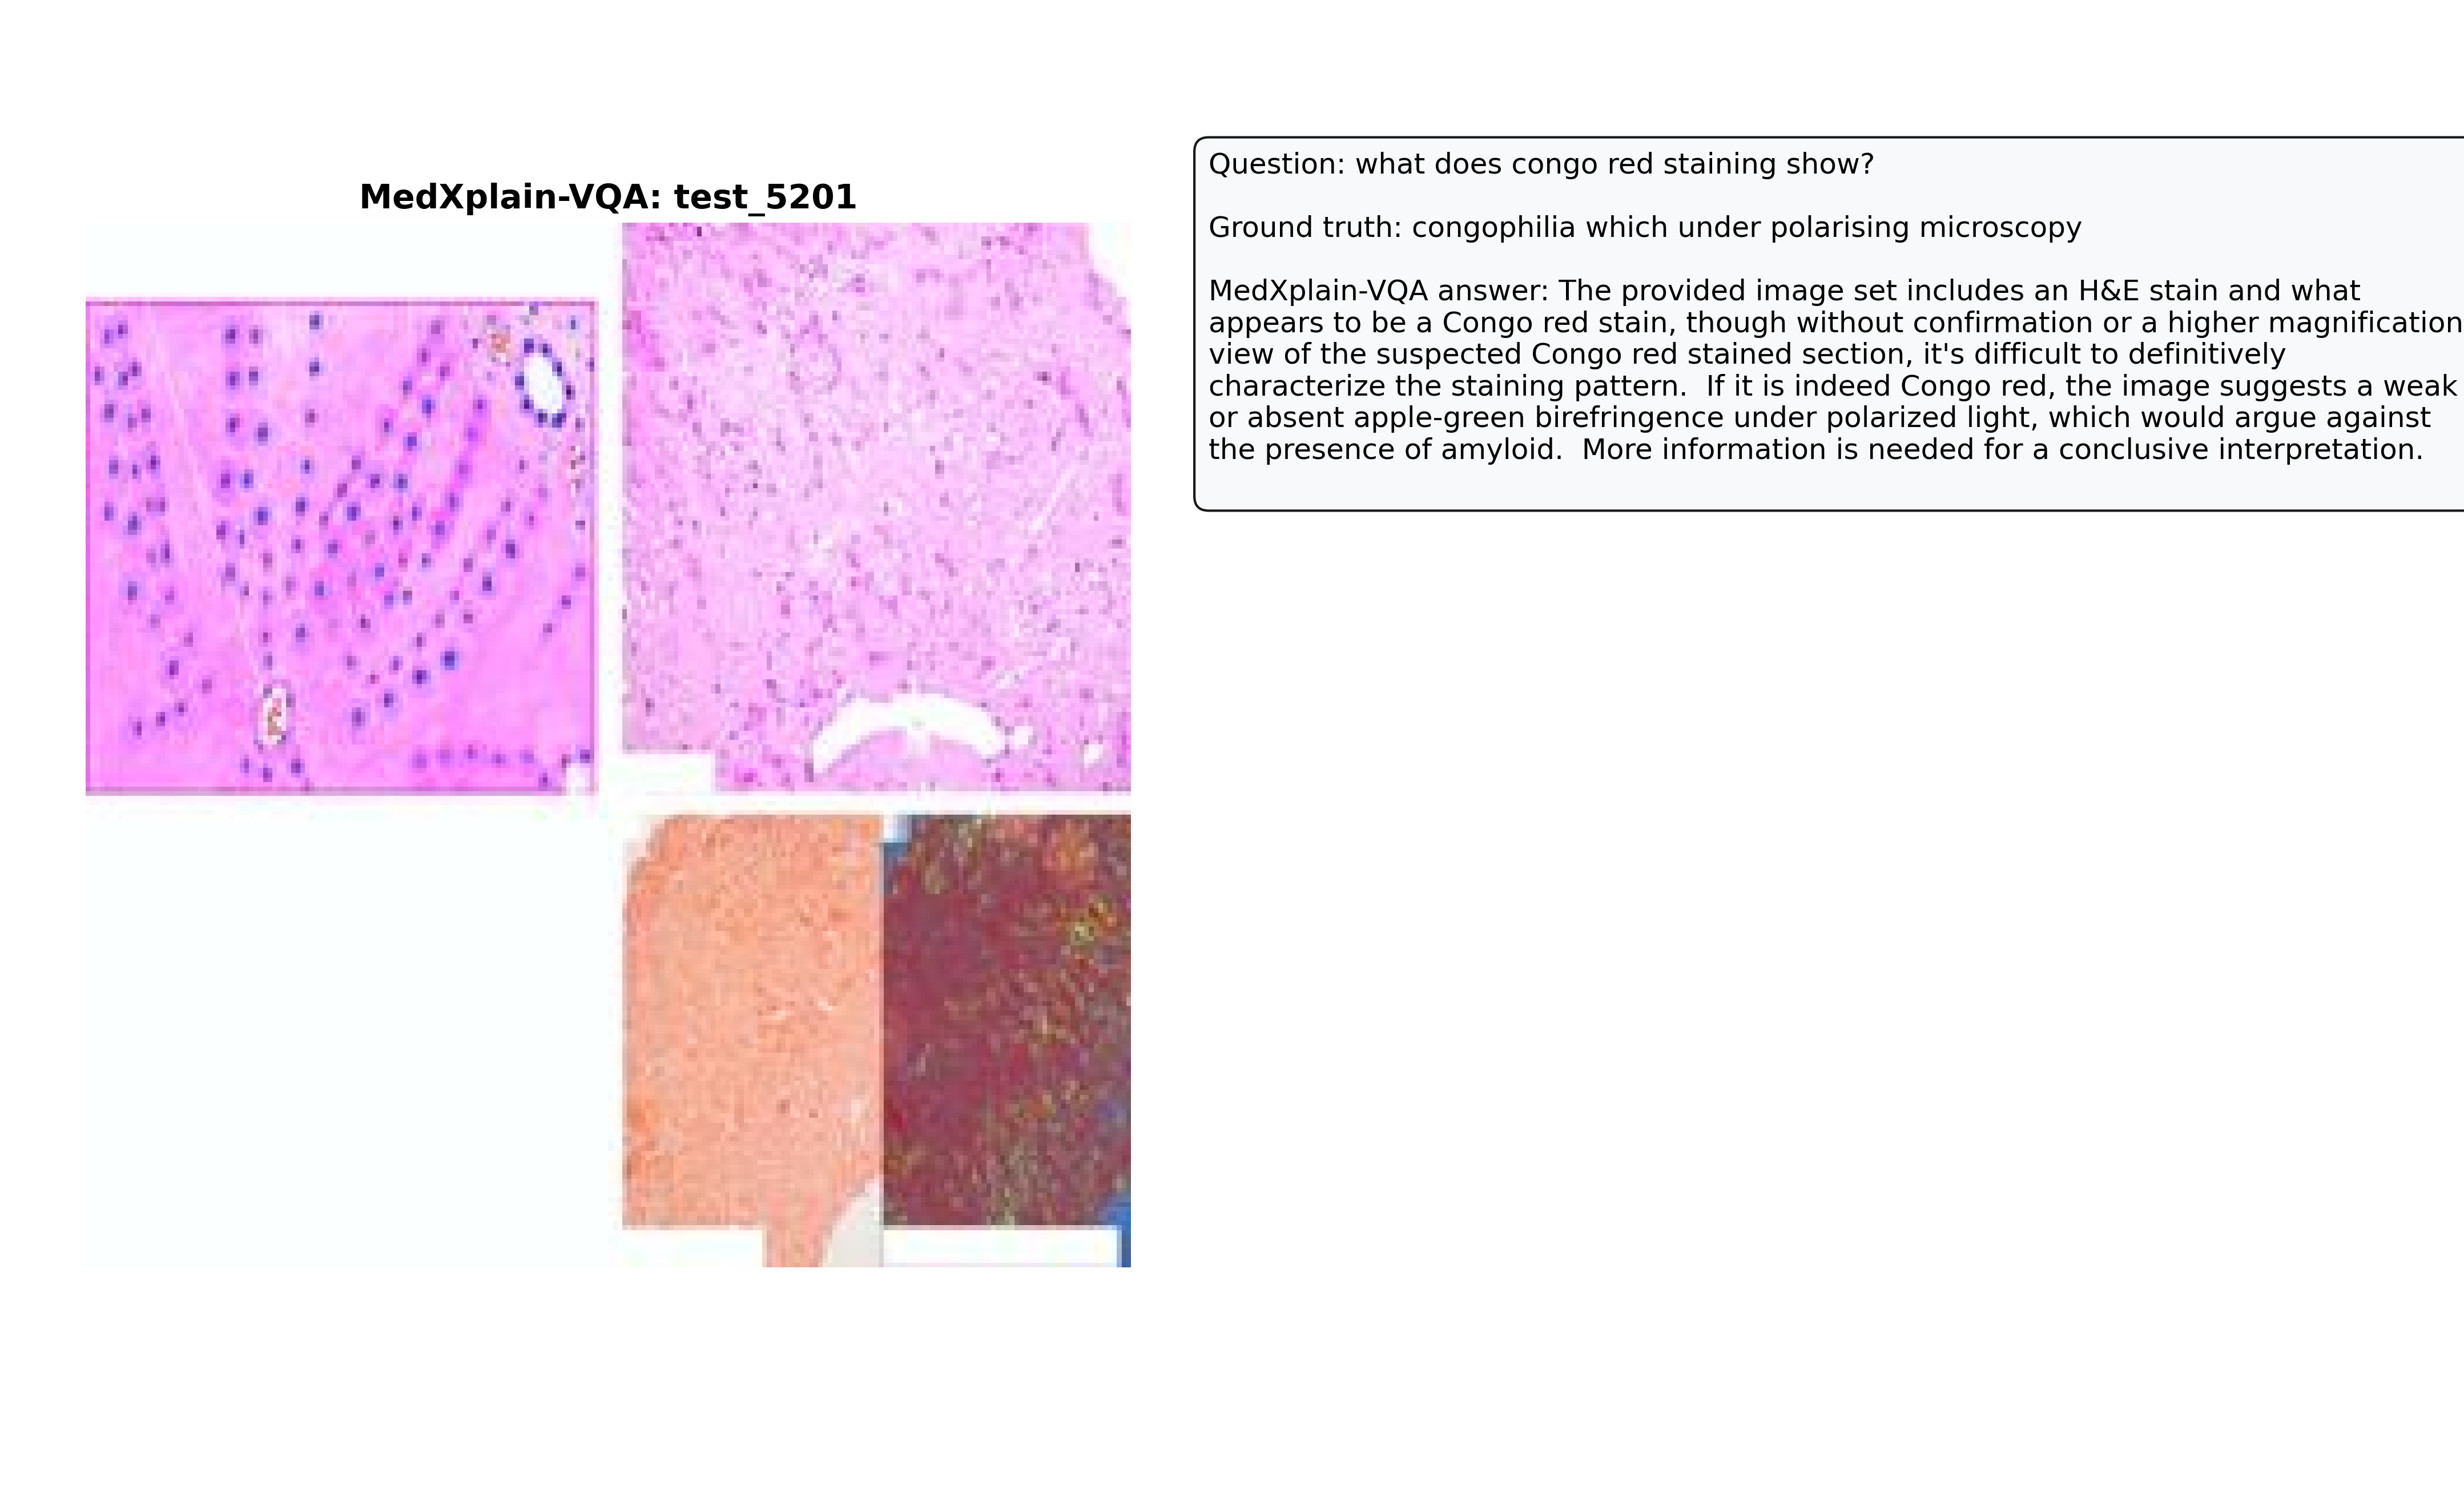 MedXplain-VQA: test_5201
Question: what does congo red staining show?
Ground truth: congophilia which under polarising microscopy
MedXplain-VQA answer: The provided image set includes an H&E stain and what
appears to be a Congo red stain, though without confirmation or a higher magnification
view of the suspected Congo red stained section, it's difficult to definitively
characterize the staining pattern.  If it is indeed Congo red, the image suggests a weak
or absent apple-green birefringence under polarized light, which would argue against
the presence of amyloid.  More information is needed for a conclusive interpretation.